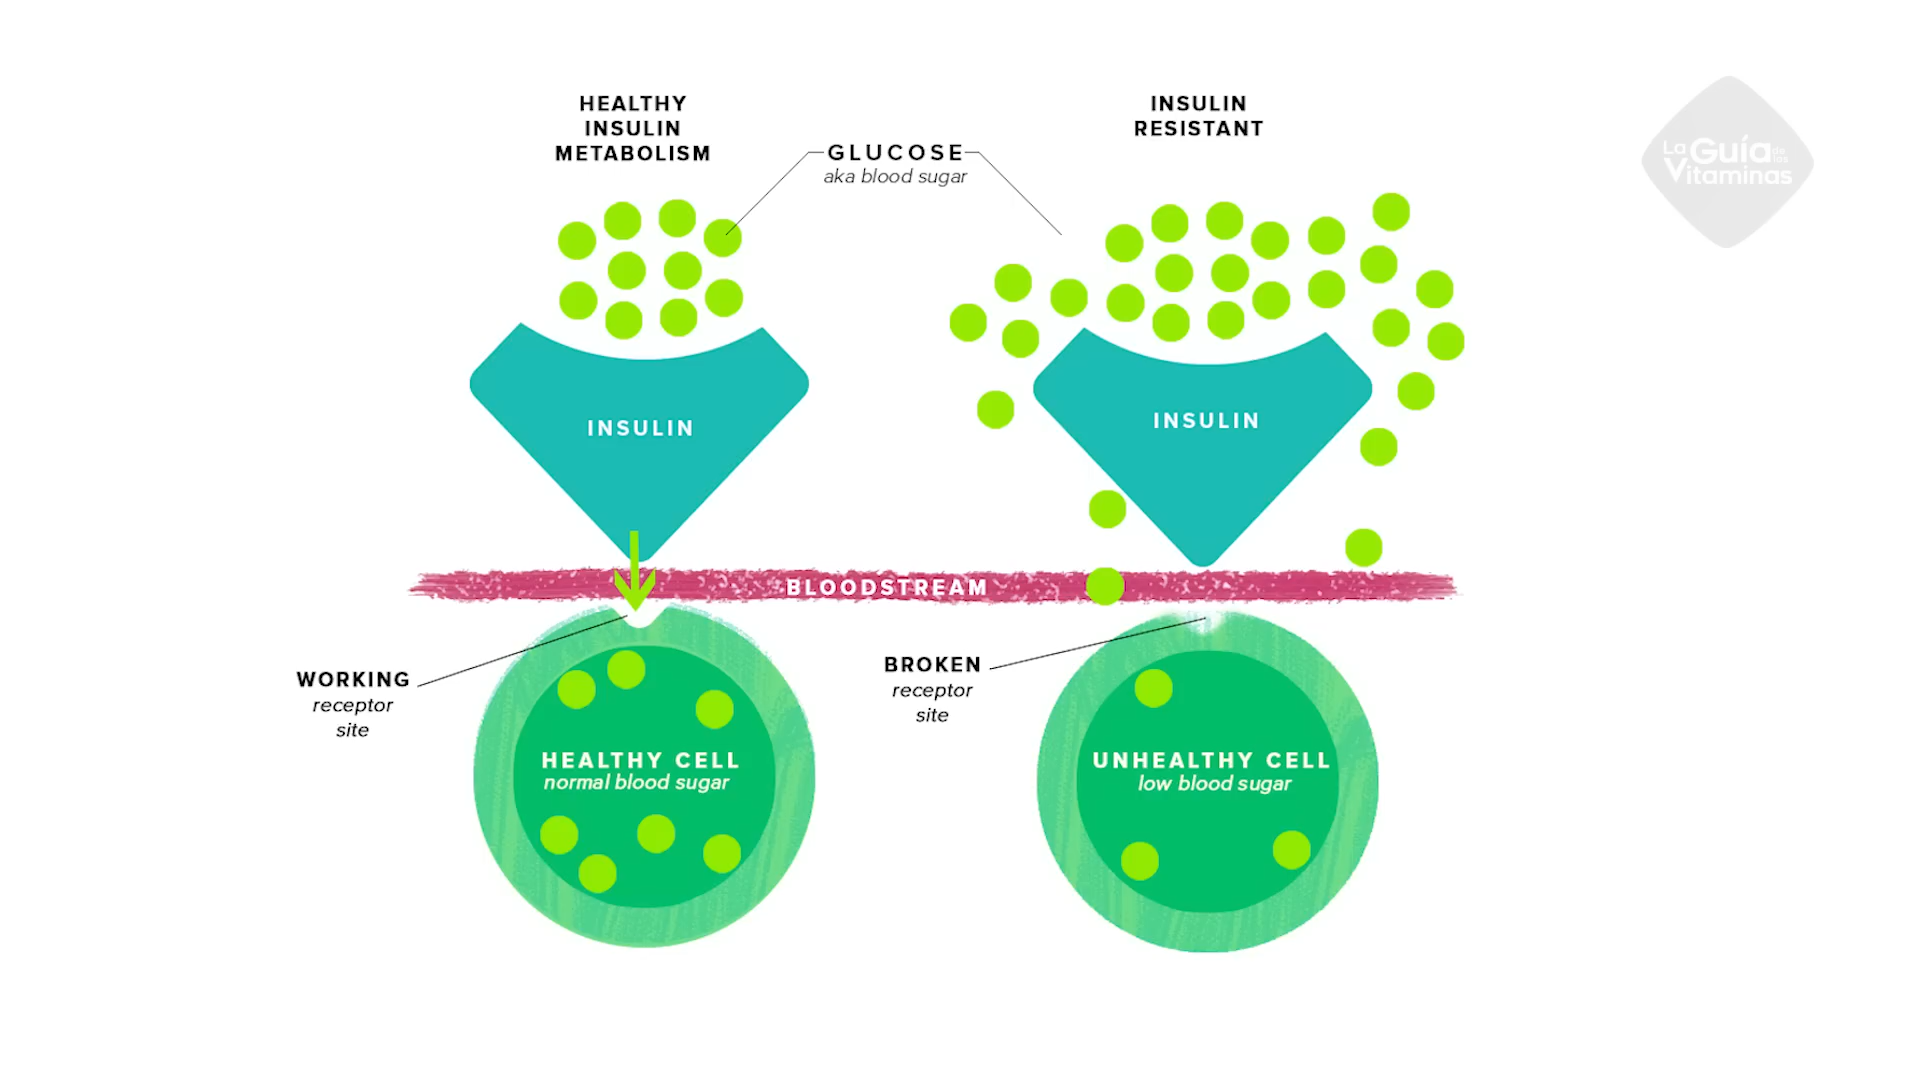 HEALTHY
INSULIN
METABOLISM
GLUCOSE
aka blood sugar
INSULIN
RESISTANT
La Guía de las
Vitaminas
INSULIN
INSULIN
BLOODSTREAM
WORKING
receptor
site
BROKEN
receptor
site
HEALTHY CELL
normal blood sugar
UNHEALTHY CELL
low blood sugar